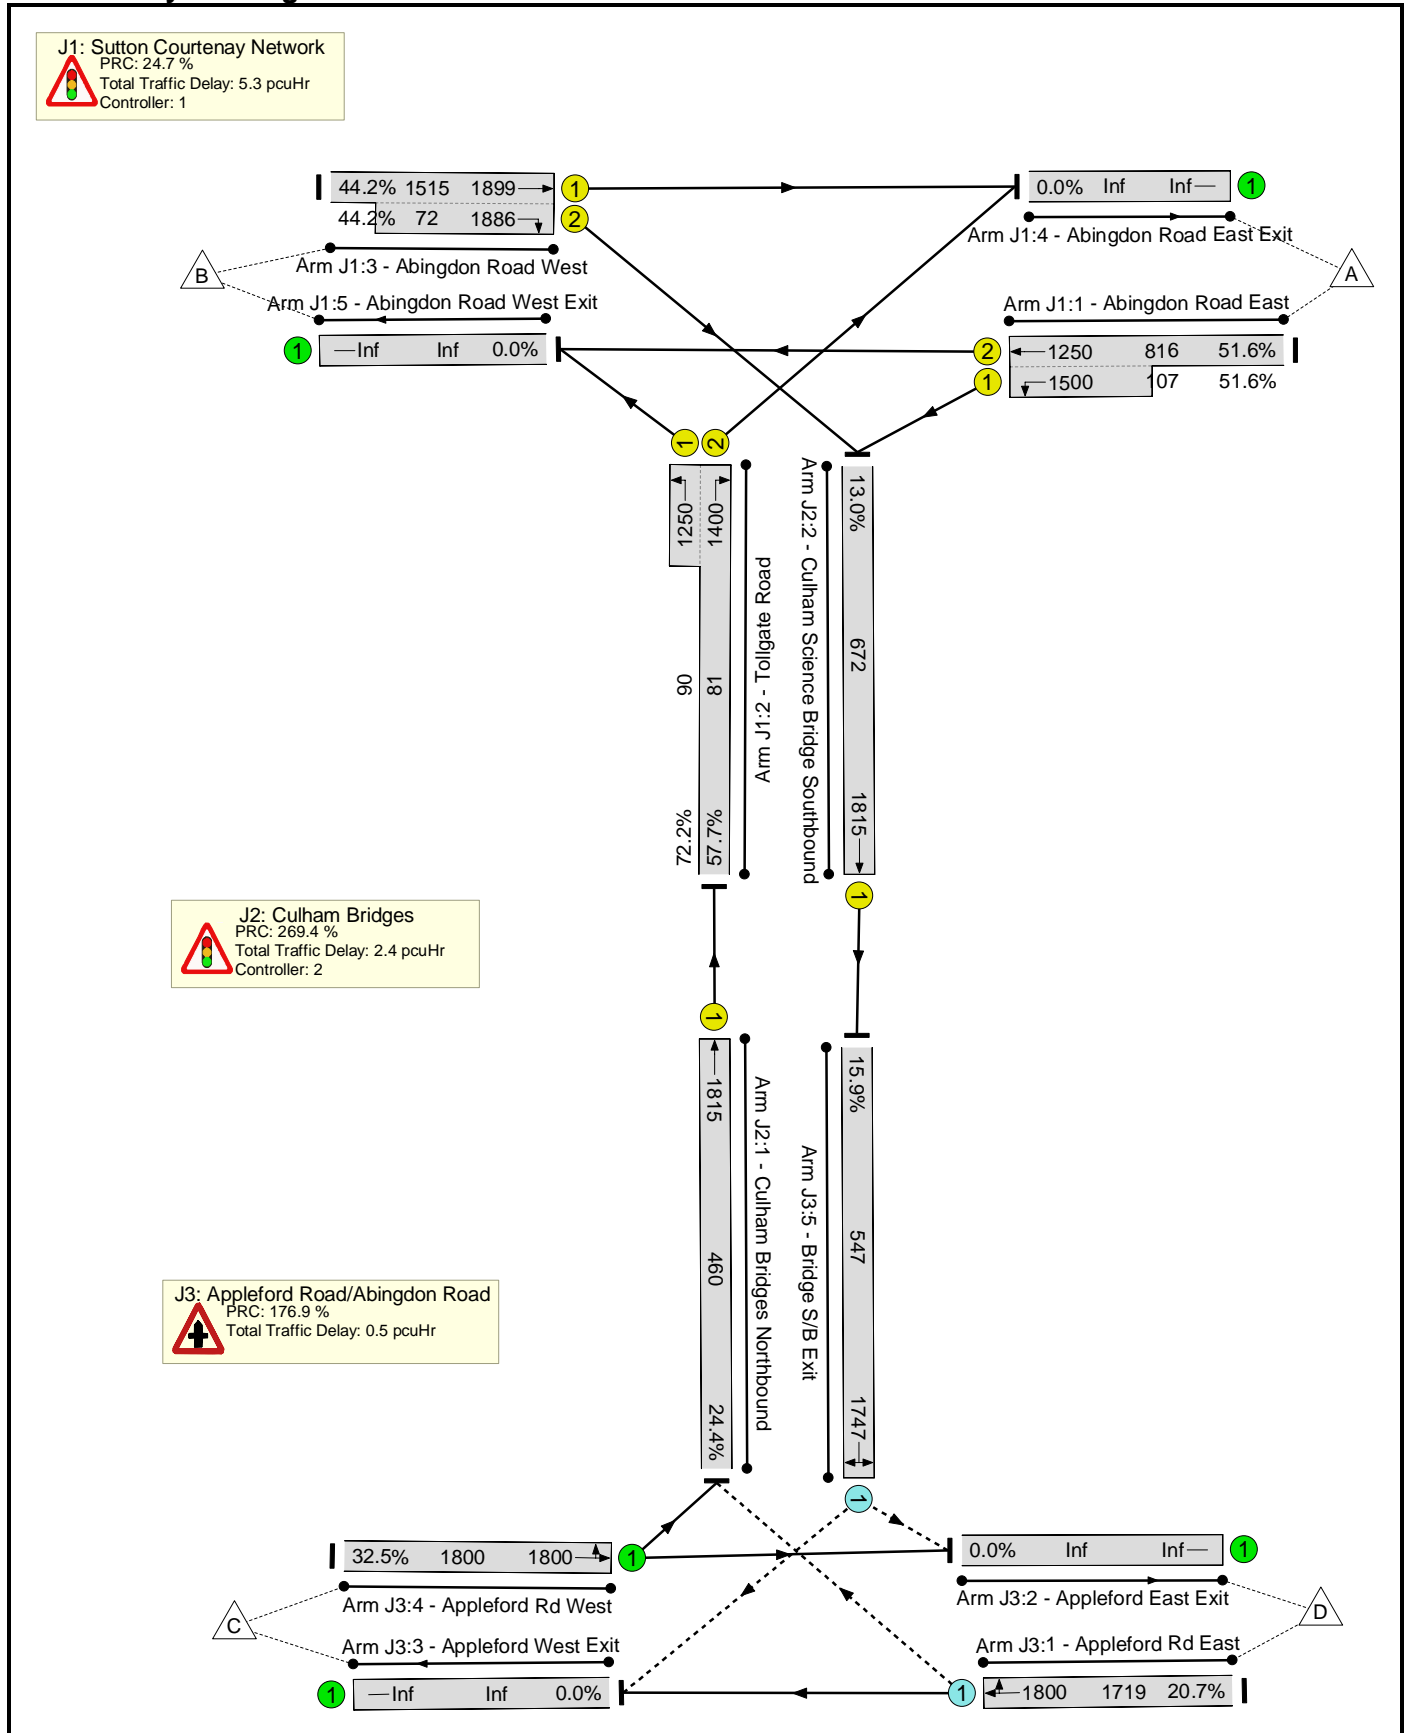 J1: Sutton Courtenay Network
PRC: 24.7 %
Total Traffic Delay: 5.3 pcuHr
Controller: 1
44.2% 1515 1899
1
44.2% 72 1886
2
Arm J1:3 - Abingdon Road West
B
Arm J1:5 - Abingdon Road West Exit
1
Inf Inf 0.0%
0.0% Inf Inf
1
Arm J1:4 - Abingdon Road East Exit
A
Arm J1:1 - Abingdon Road East
2
1250 816 51.6%
1
1500 107 51.6%
1
2
1250 90 72.2%
1400 81 57.7%
Arm J1:2 - Tollgate Road
Arm J2:2 - Culham Science Bridge Southbound
13.0% 672 1815
1
J2: Culham Bridges
PRC: 269.4 %
Total Traffic Delay: 2.4 pcuHr
Controller: 2
1
1815 460 24.4%
Arm J2:1 - Culham Bridges Northbound
Arm J3:5 - Bridge S/B Exit
15.9% 547 1747
1
J3: Appleford Road/Abingdon Road
PRC: 176.9 %
Total Traffic Delay: 0.5 pcuHr
32.5% 1800 1800
1
Arm J3:4 - Appleford Rd West
C
Arm J3:3 - Appleford West Exit
1
Inf Inf 0.0%
0.0% Inf Inf
1
Arm J3:2 - Appleford East Exit
D
Arm J3:1 - Appleford Rd East
1
1800 1719 20.7%